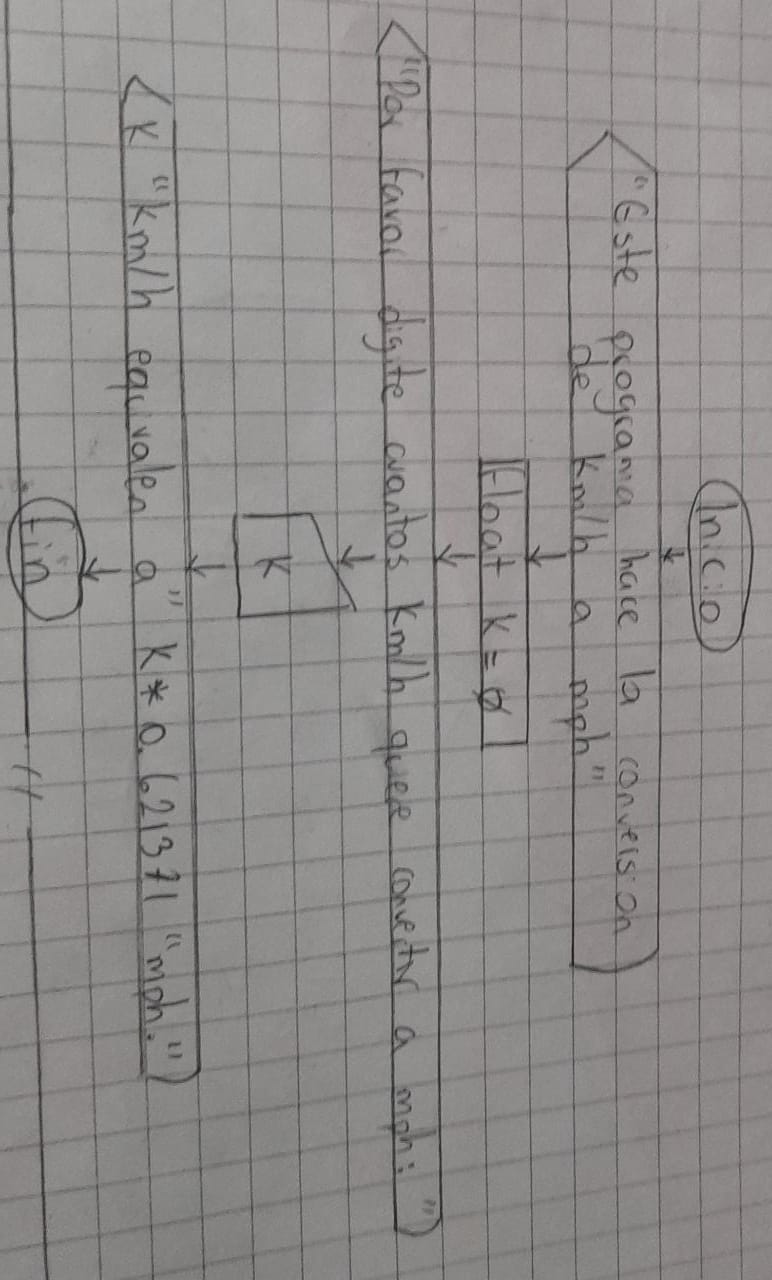 Inicio
"Este programa hace la conversion
de Km/h a mph"
Float K = 0
"Por favor digite cuantos Km/h quiere convertir a mph: "
K
K "km/h equivalen a" K * 0.621371 "mph."
Fin